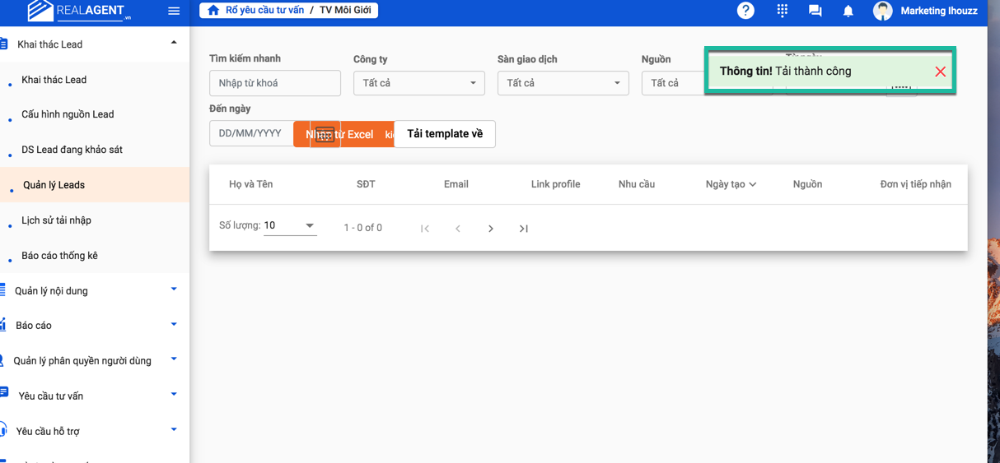 REALAGENT.vn
Rổ yêu cầu tư vấn / TV Môi Giới
Marketing Ihouzz
Khai thác Lead
Khai thác Lead
Cấu hình nguồn Lead
DS Lead đang khảo sát
Quản lý Leads
Lịch sử tải nhập
Báo cáo thống kê
Quản lý nội dung
Báo cáo
Quản lý phân quyền người dùng
Yêu cầu tư vấn
Yêu cầu hỗ trợ
Tìm kiếm nhanh
Nhập từ khoá
Công ty
Tất cả
Sàn giao dịch
Tất cả
Nguồn
Tất cả
Thông tin! Tải thành công
Đến ngày
DD/MM/YYYY
Nhập từ Excel
Tải template về
Họ và Tên SĐT Email Link profile Nhu cầu Ngày tạo Nguồn Đơn vị tiếp nhận
Số lượng: 10 1 - 0 of 0